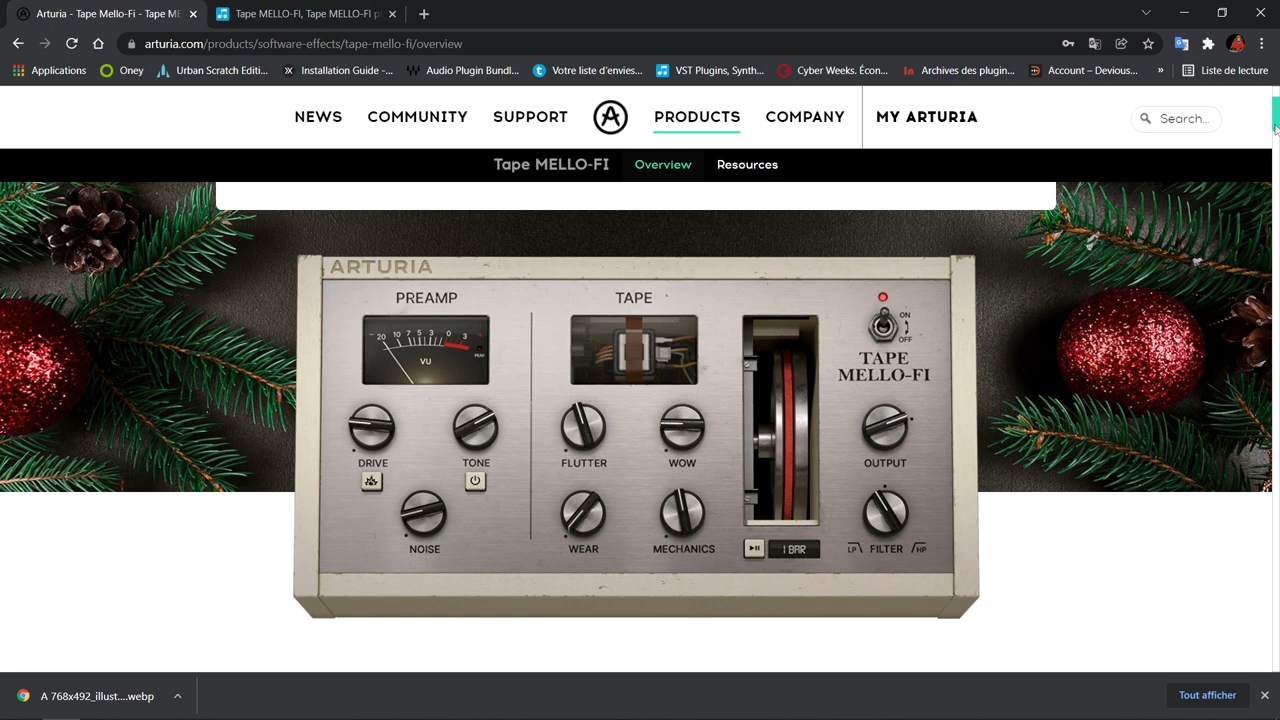 Arturia - Tape Mello-Fi - Tape ME
Tape MELLO-FI, Tape MELLO-FI p
arturia.com/products/software-effects/tape-mello-fi/overview
Applications
Oney
Urban Scratch Editi...
Installation Guide -...
Audio Plugin Bundl...
Votre liste d'envies...
VST Plugins, Synth...
Cyber Weeks. Écon...
Archives des plugin...
Account – Devious...
»
Liste de lecture
NEWS COMMUNITY SUPPORT PRODUCTS COMPANY MY ARTURIA
Search...
Tape MELLO-FI Overview Resources
ARTURIA
PREAMP
TAPE
- 20 10 7 5 3 0 3 +
PEAK
VU
ON
OFF
TAPE
MELLO-FI
DRIVE TONE FLUTTER WOW OUTPUT
NOISE WEAR MECHANICS 1 BAR LP FILTER HP
A 768x492_illust....webp
Tout afficher